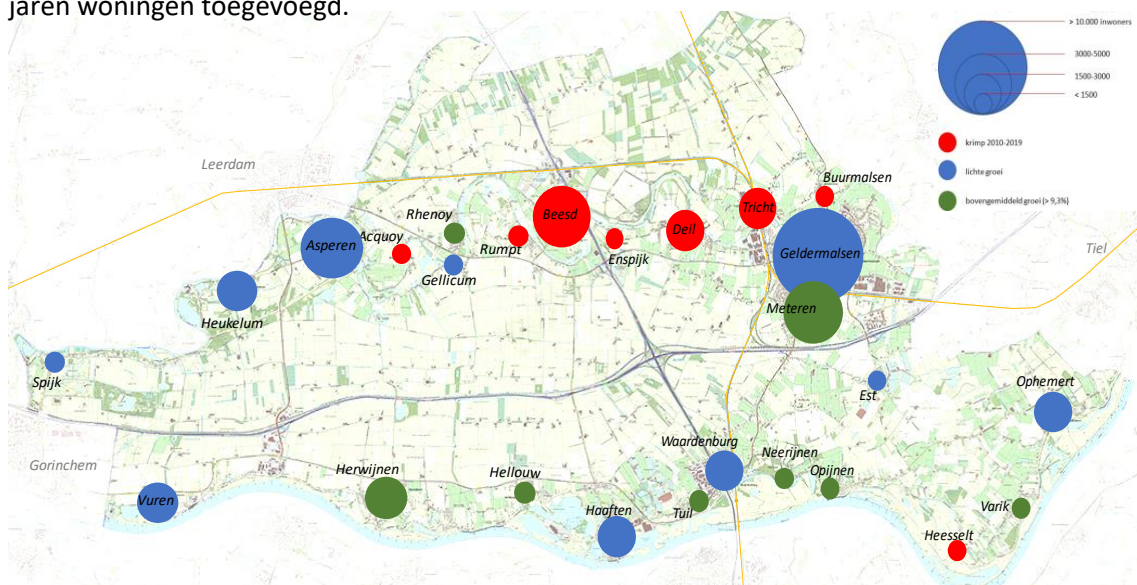 jaren woningen toegevoegd.
> 10.000 inwoners
3000-5000
1500-3000
< 1500
krimp 2010-2019
lichte groei
bovengemiddeld groei (> 9,3%)
Leerdam
Buurmalsen
Tricht
Rhenoy
Beesd
Deil
Asperen
Acquoy
Rumpt
Enspijk
Geldermalsen
Tiel
Gellicum
Heukelum
Meteren
Spijk
Est
Ophemert
Waardenburg
Gorinchem
Herwijnen
Hellouw
Neerijnen
Opijnen
Vuren
Haaften
Tuil
Varik
Heesselt